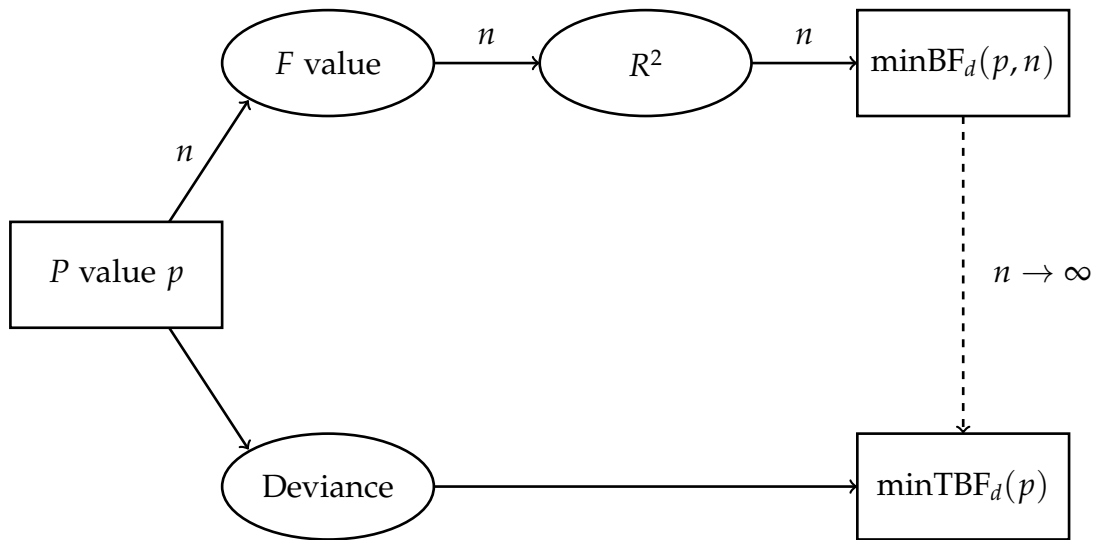 n
n
F value
R²
minBF_d(p, n)
n
P value p
n → ∞
Deviance
minTBF_d(p)